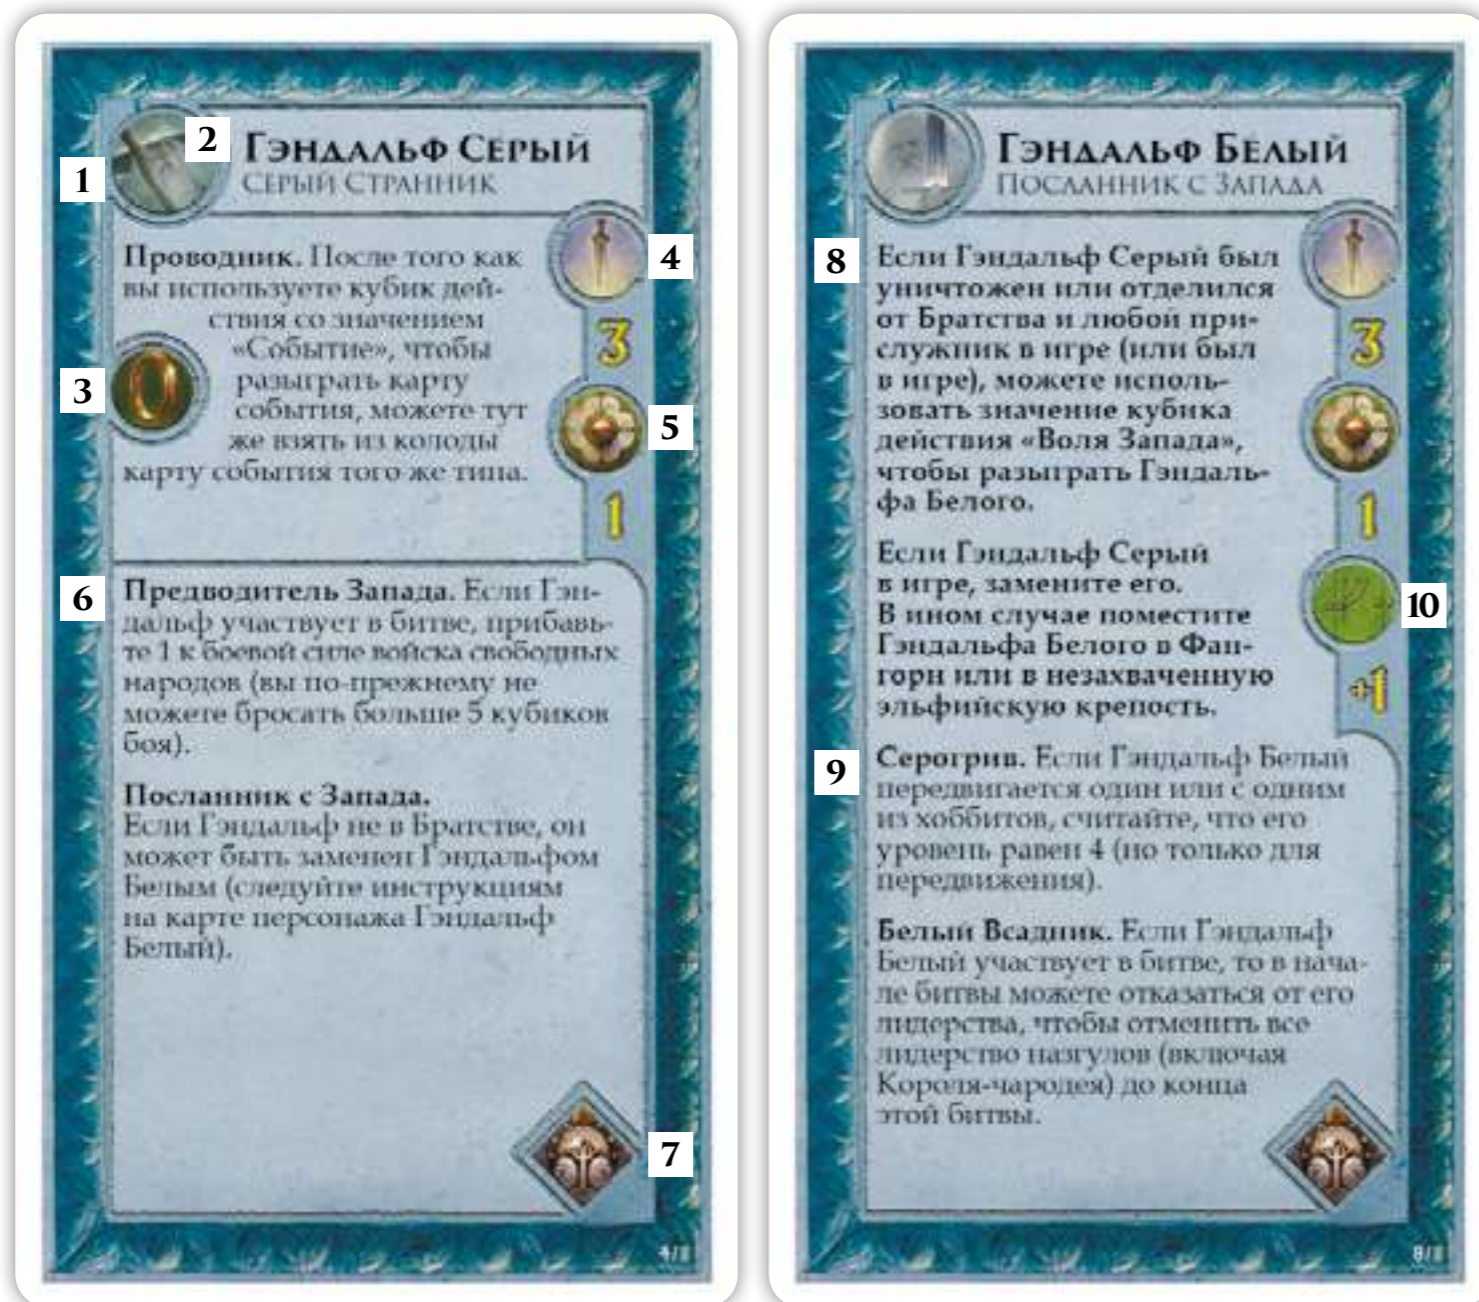 1
2
Гэндальф Серый
Серый Странник
Проводник. После того как
вы используете кубик дей-
ствия со значением
«Событие», чтобы
разыграть карту
события, можете тут
же взять из колоды
карту события того же типа.
3
4
3
5
1
6
Предводитель Запада. Если Гэн-
дальф участвует в битве, прибавь-
те 1 к боевой силе войска свободных
народов (вы по-прежнему не
можете бросать больше 5 кубиков
боя).
Посланник с Запада.
Если Гэндальф не в Братстве, он
может быть заменен Гэндальфом
Белым (следуйте инструкциям
на карте персонажа Гэндальф
Белый).
7
Гэндальф Белый
Посланник с Запада
8
Если Гэндальф Серый был
уничтожен или отделился
от Братства и любой при-
служник в игре (или был
в игре), можете исполь-
зовать значение кубика
действия «Воля Запада»,
чтобы разыграть Гэндаль-
фа Белого.
3
1
Если Гэндальф Серый
в игре, замените его.
В ином случае поместите
Гэндальфа Белого в Фан-
горн или в незахваченную
эльфийскую крепость.
10
+1
9
Серогрив. Если Гэндальф Белый
передвигается один или с одним
из хоббитов, считайте, что его
уровень равен 4 (но только для
передвижения).
Белый Всадник. Если Гэндальф
Белый участвует в битве, то в нача-
ле битвы можете отказаться от его
лидерства, чтобы отменить все
лидерство назгулов (включая
Короля-чародея) до конца
этой битвы.